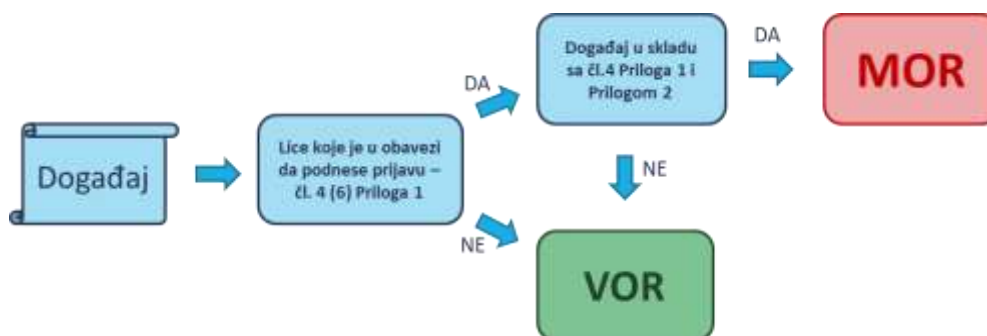 Događaj
Lice koje je u obavezi
da podnese prijavu –
čl. 4 (6) Priloga 1
DA
Događaj u skladu
sa čl.4 Priloga 1 i
Prilogom 2
DA
MOR
NE
NE
VOR